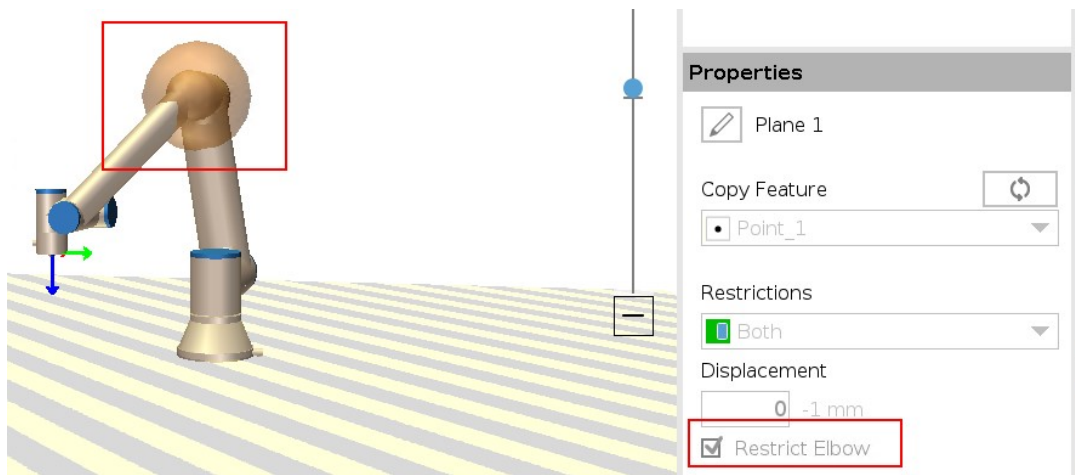 Properties
Plane 1
Copy Feature
Point_1
Restrictions
Both
Displacement
0 -1 mm
Restrict Elbow